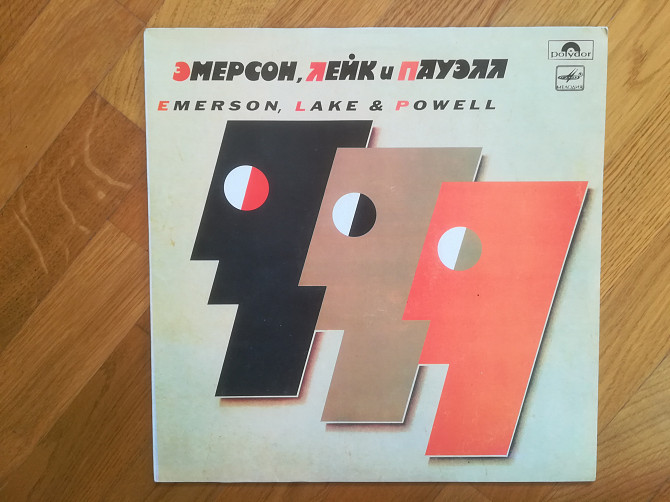 Polydor
МЕЛОДИЯ
ЭМЕРСОН, ЛЕЙК и ПАУЭЛЛ
EMERSON, LAKE & POWELL